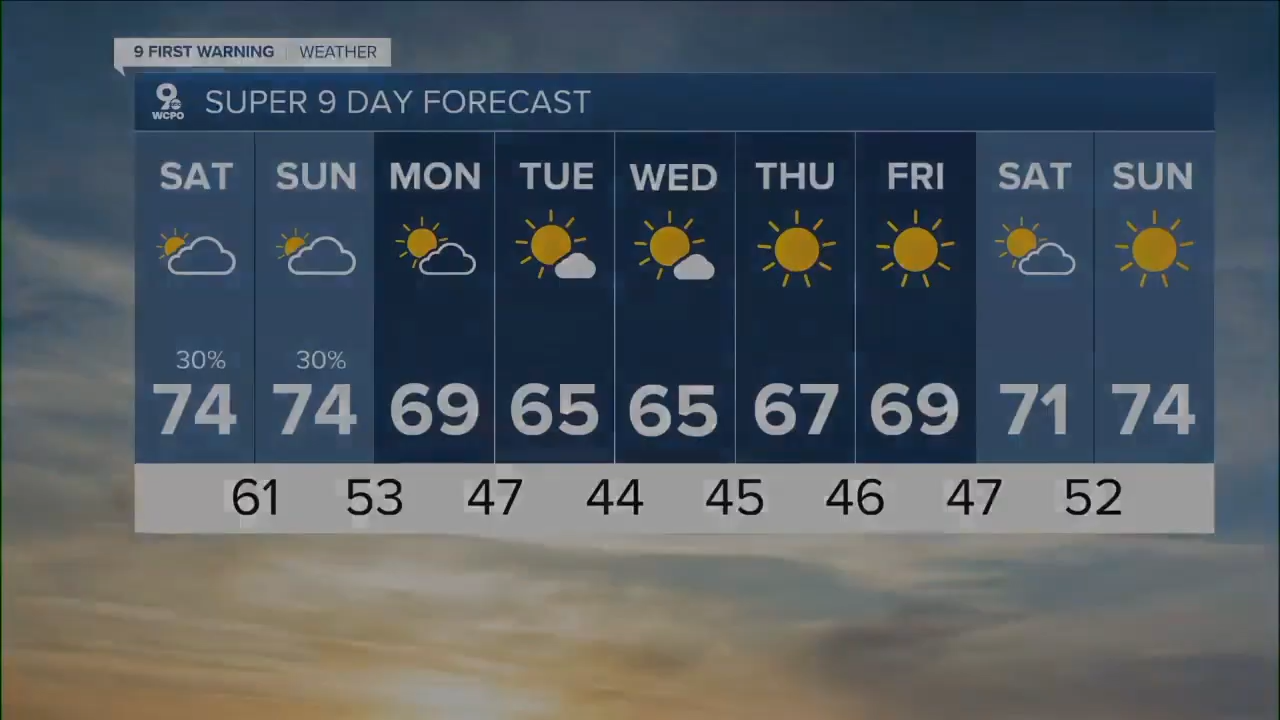 9 FIRST WARNING | WEATHER
9 WCPO SUPER 9 DAY FORECAST
SAT SUN MON TUE WED THU FRI SAT SUN
30% 30%
74 74 69 65 65 67 69 71 74
61 53 47 44 45 46 47 52